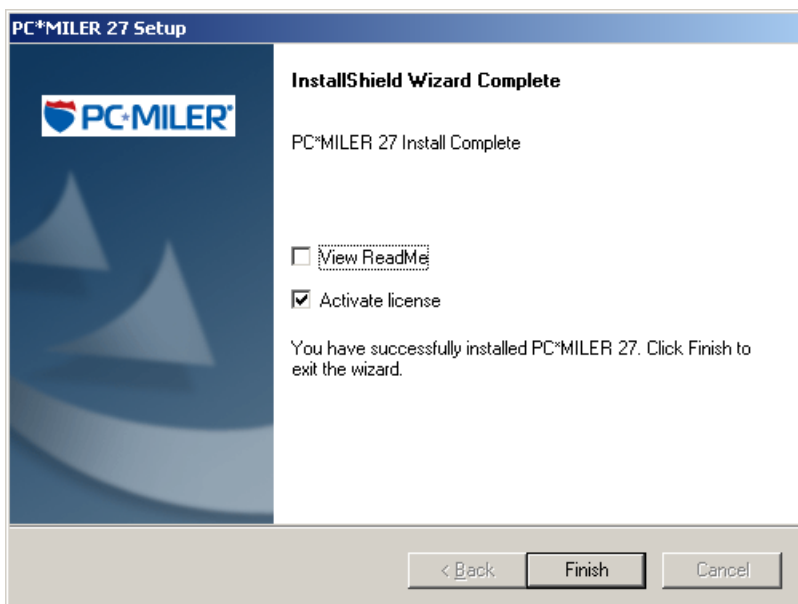 PC*MILER 27 Setup
PC*MILER®
InstallShield Wizard Complete
PC*MILER 27 Install Complete
View ReadMe
Activate license
You have successfully installed PC*MILER 27. Click Finish to
exit the wizard.
< Back
Finish
Cancel